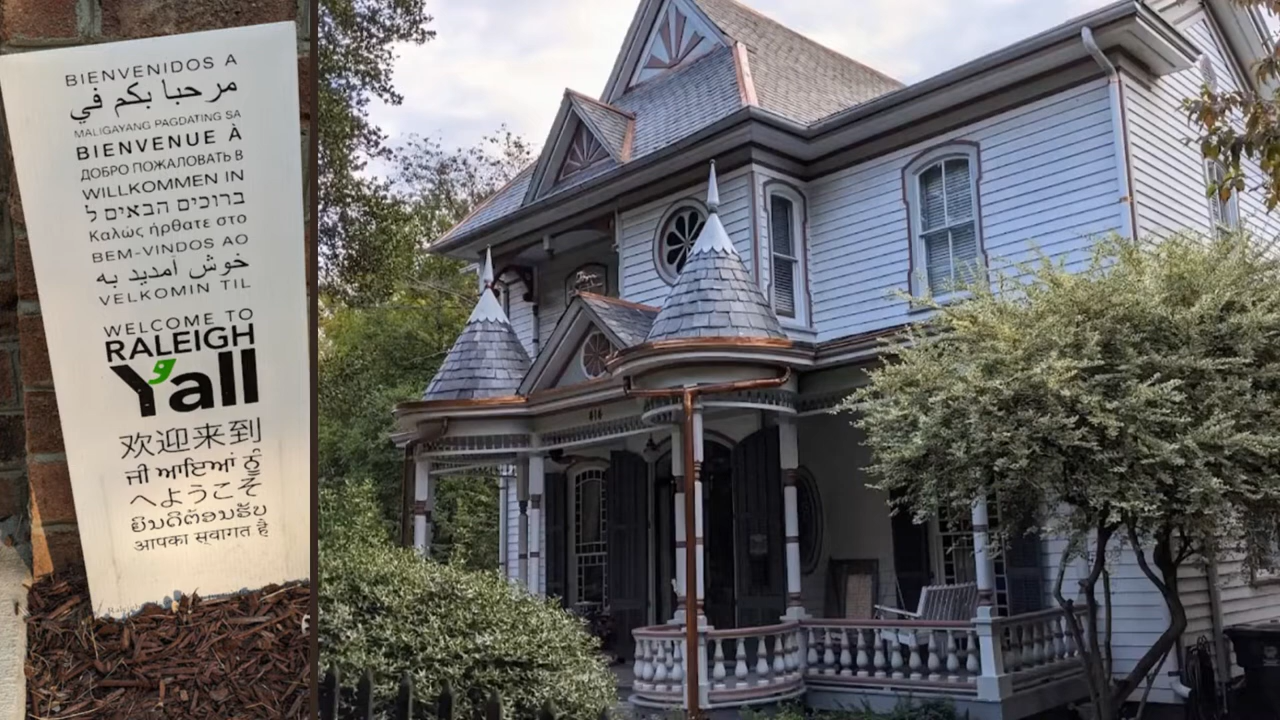 BIENVENIDOS A
مرحبا بكم في
MALIGAYANG PAGDATING SA
BIENVENUE À
ДОБРО ПОЖАЛОВАТЬ В
WILLKOMMEN IN
ברוכים הבאים ל
Καλώς ήρθατε στο
BEM-VINDOS AO
خوش آمدید به
VELKOMIN TIL
WELCOME TO
RALEIGH
Y'all
欢迎来到
ਜੀ ਆਇਆਂ ਨੂੰ
へようこそ
ຍິນດີຕ້ອນຮັບ
आपका स्वागत है
616